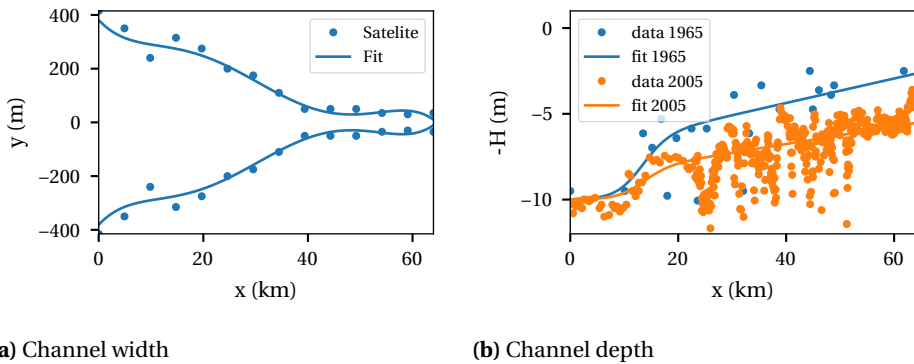 400
200
0
−200
−400
y (m)
0
20
40
60
x (km)
Satelite
Fit
0
−5
−10
-H (m)
0
20
40
60
x (km)
data 1965
fit 1965
data 2005
fit 2005
a) Channel width
(b) Channel depth